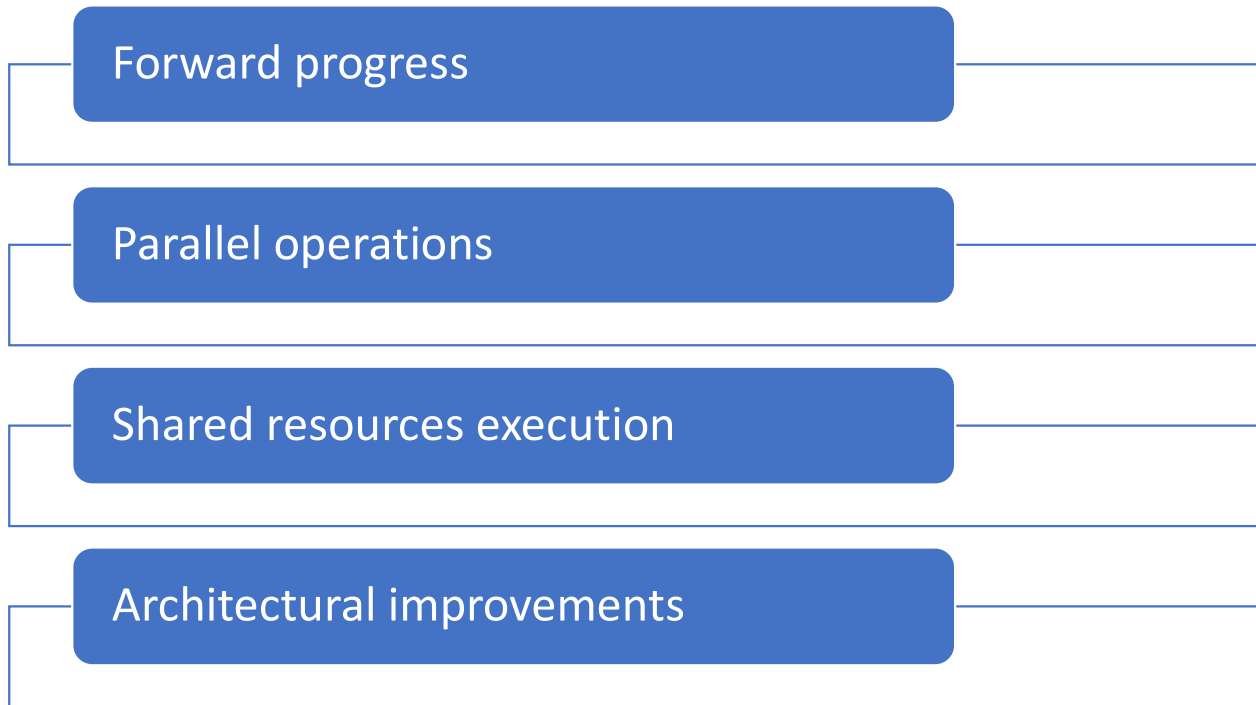 Forward progress
Parallel operations
Shared resources execution
Architectural improvements